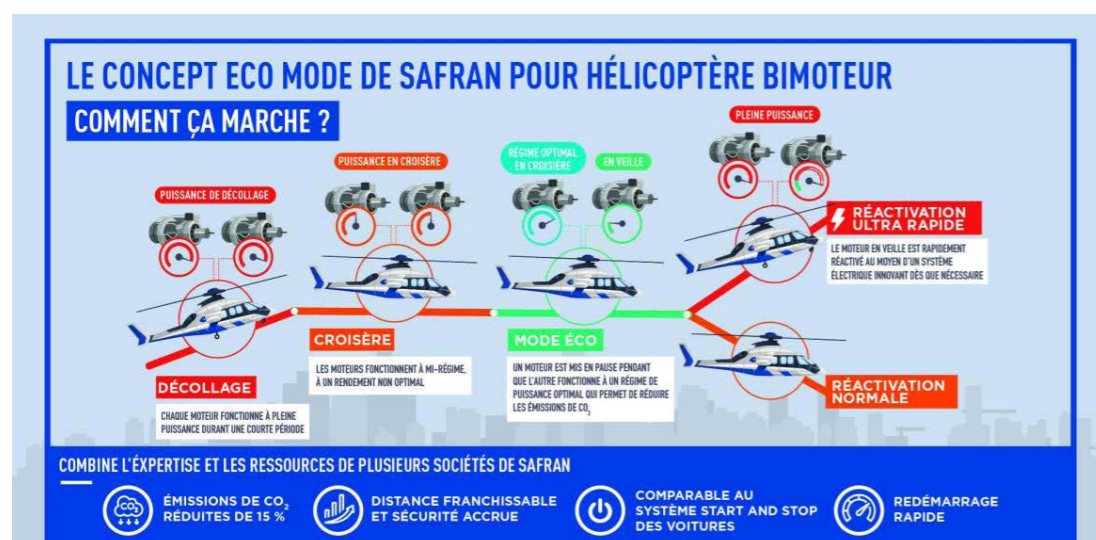 LE CONCEPT ECO MODE DE SAFRAN POUR HÉLICOPTÈRE BIMOTEUR
COMMENT ÇA MARCHE ?
PUISSANCE DE DÉCOLLAGE
DÉCOLLAGE
CHAQUE MOTEUR FONCTIONNE À PLEINE
PUISSANCE DURANT UNE COURTE PÉRIODE
PUISSANCE EN CROISÈRE
CROISÈRE
LES MOTEURS FONCTIONNENT À MI-RÉGIME,
À UN RENDEMENT NON OPTIMAL
RÉGIME OPTIMAL
EN CROISIÈRE
EN VEILLE
MODE ÉCO
UN MOTEUR EST MIS EN PAUSE PENDANT
QUE L'AUTRE FONCTIONNE À UN RÉGIME DE
PUISSANCE OPTIMAL QUI PERMET DE RÉDUIRE
LES ÉMISSIONS DE CO₂
PLEINE PUISSANCE
RÉACTIVATION
ULTRA RAPIDE
LE MOTEUR EN VEILLE EST RAPIDEMENT
RÉACTIVÉ AU MOYEN D'UN SYSTÈME
ÉLECTRIQUE INNOVANT DÈS QUE NÉCESSAIRE
RÉACTIVATION
NORMALE
COMBINE L'ÉXPERTISE ET LES RESSOURCES DE PLUSIEURS SOCIÉTÉS DE SAFRAN
CO₂
ÉMISSIONS DE CO₂
RÉDUITES DE 15 %
DISTANCE FRANCHISSABLE
ET SÉCURITÉ ACCRUE
COMPARABLE AU
SYSTÈME START AND STOP
DES VOITURES
REDÉMARRAGE
RAPIDE